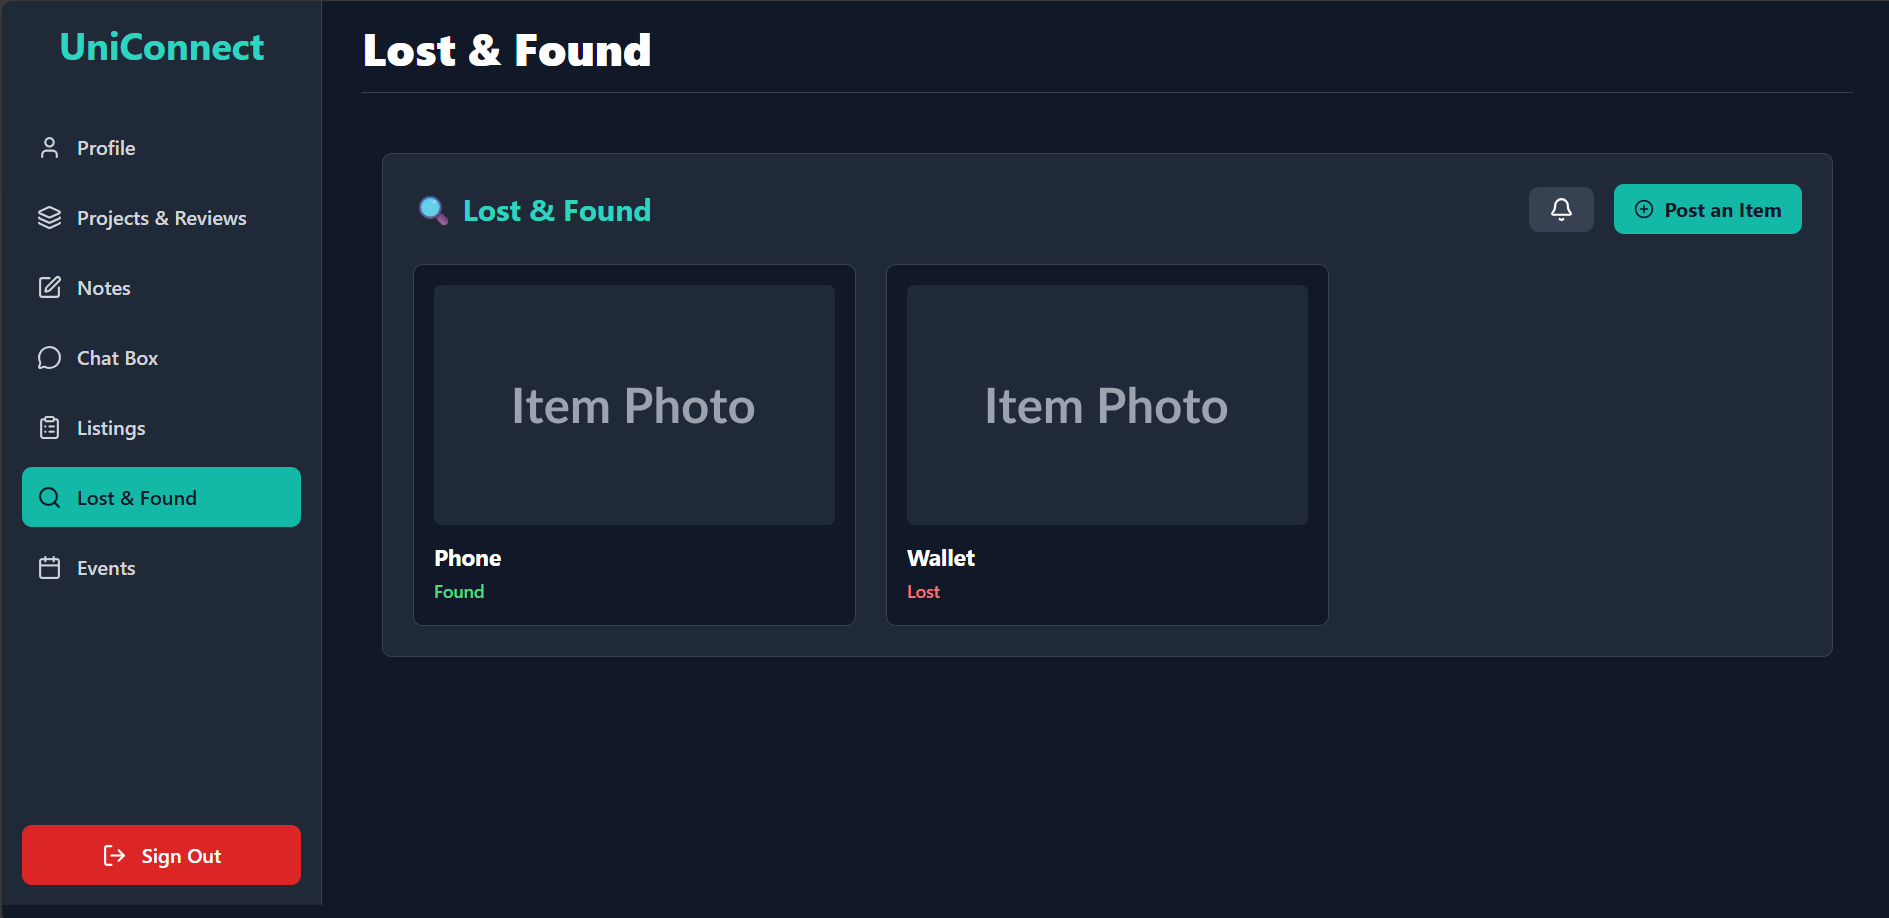 UniConnect
Profile
Projects & Reviews
Notes
Chat Box
Listings
Lost & Found
Events
Sign Out
Lost & Found
Lost & Found
Post an Item
Item Photo
Phone
Found
Item Photo
Wallet
Lost